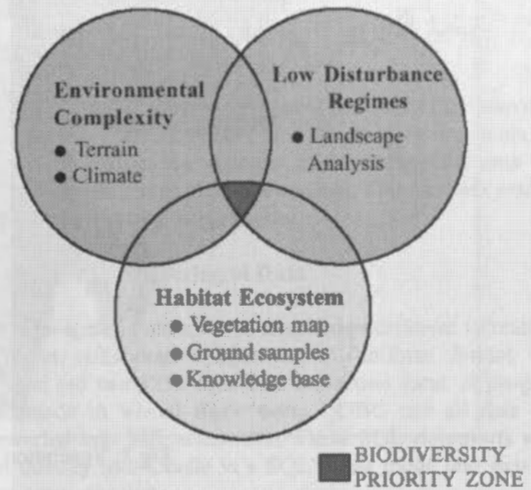 Environmental
Complexity
● Terrain
● Climate
Low Disturbance
Regimes
● Landscape
Analysis
Habitat Ecosystem
● Vegetation map
● Ground samples
● Knowledge base
BIODIVERSITY
PRIORITY ZONE